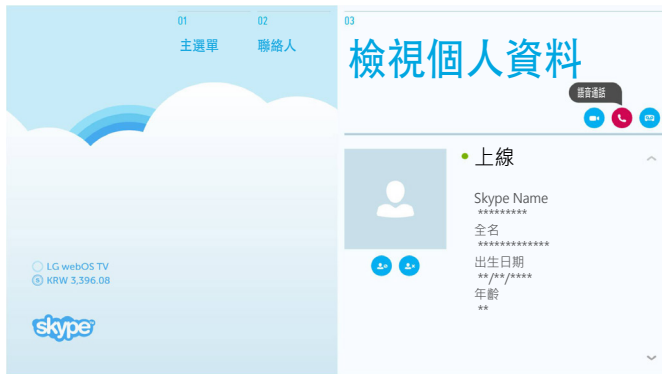 01
02
03
主選單
聯絡人
檢視個人資料
語音通話
上線
Skype Name
*********
全名
*************
出生日期
**/**/****
年齡
**
LG webOS TV
KRW 3,396.08
skype